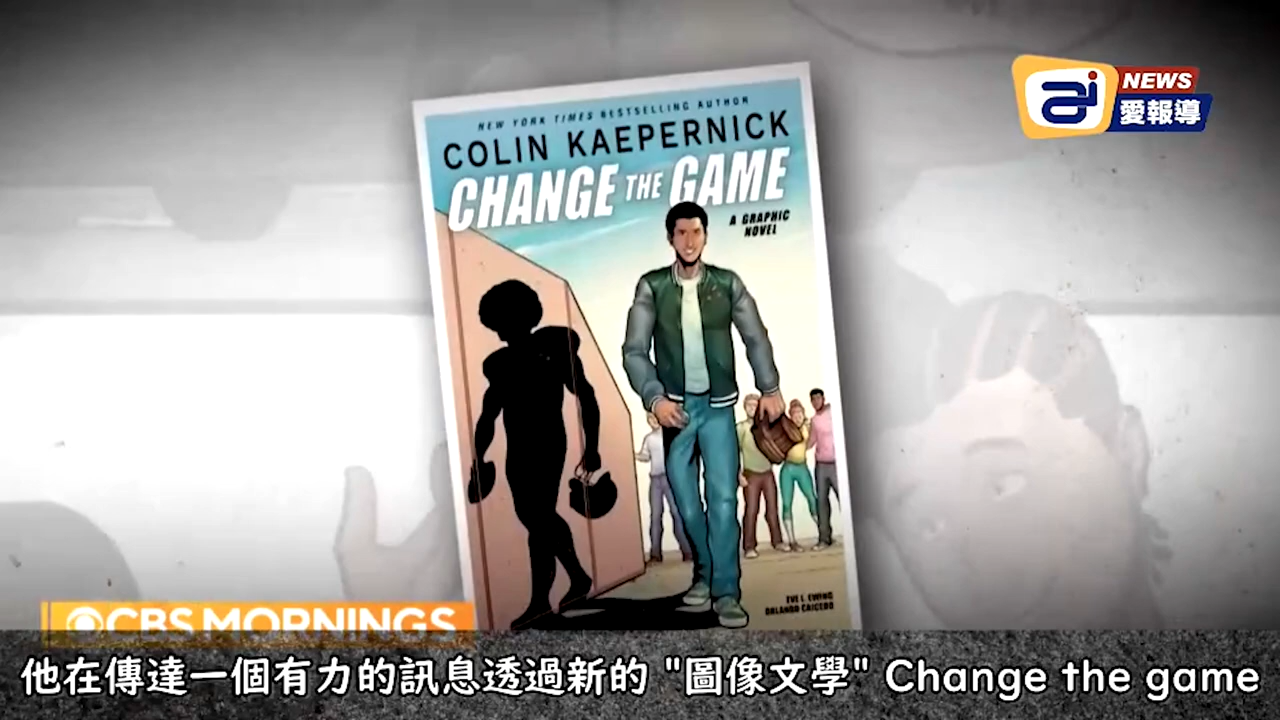 NEWS
愛報導
NEW YORK TIMES BESTSELLING AUTHOR
COLIN KAEPERNICK
CHANGE THE GAME
A GRAPHIC
NOVEL
EVE L. EWING
ORLANDO CAICEDO
CBS MORNINGS
他在傳達一個有力的訊息透過新的 "圖像文學" Change the game